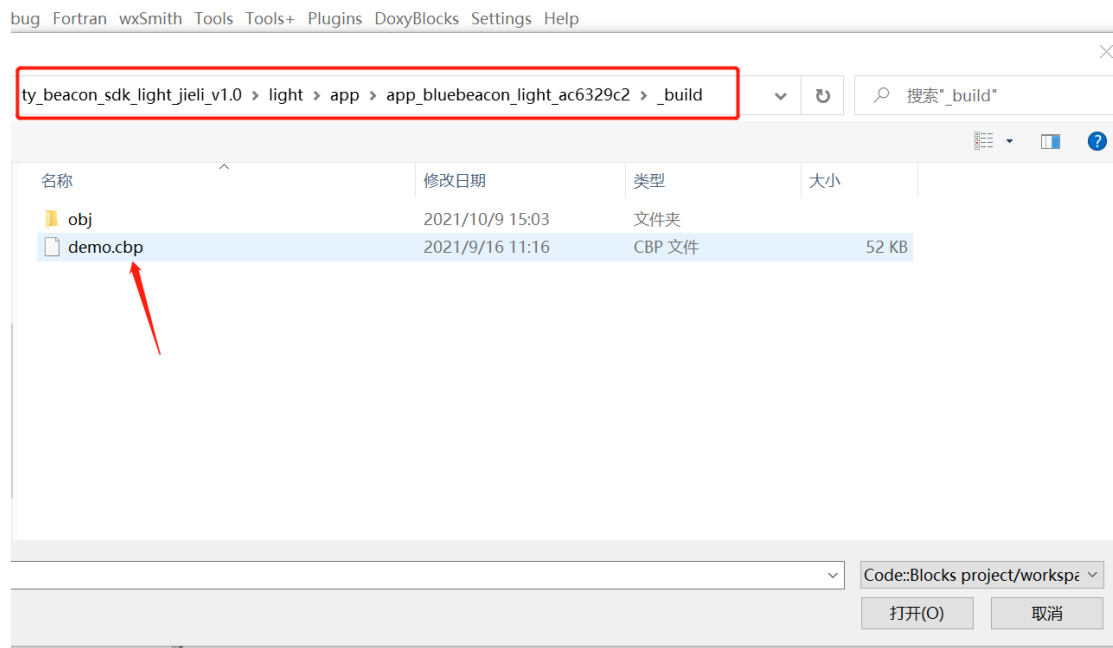 bug Fortran wxSmith Tools Tools+ Plugins DoxyBlocks Settings Help
ty_beacon_sdk_light_jieli_v1.0 > light > app > app_bluebeacon_light_ac6329c2 > _build 搜索"_build"
名称 修改日期 类型 大小
obj 2021/10/9 15:03 文件夹
demo.cbp 2021/9/16 11:16 CBP 文件 52 KB
Code::Blocks project/workspa
打开(O) 取消